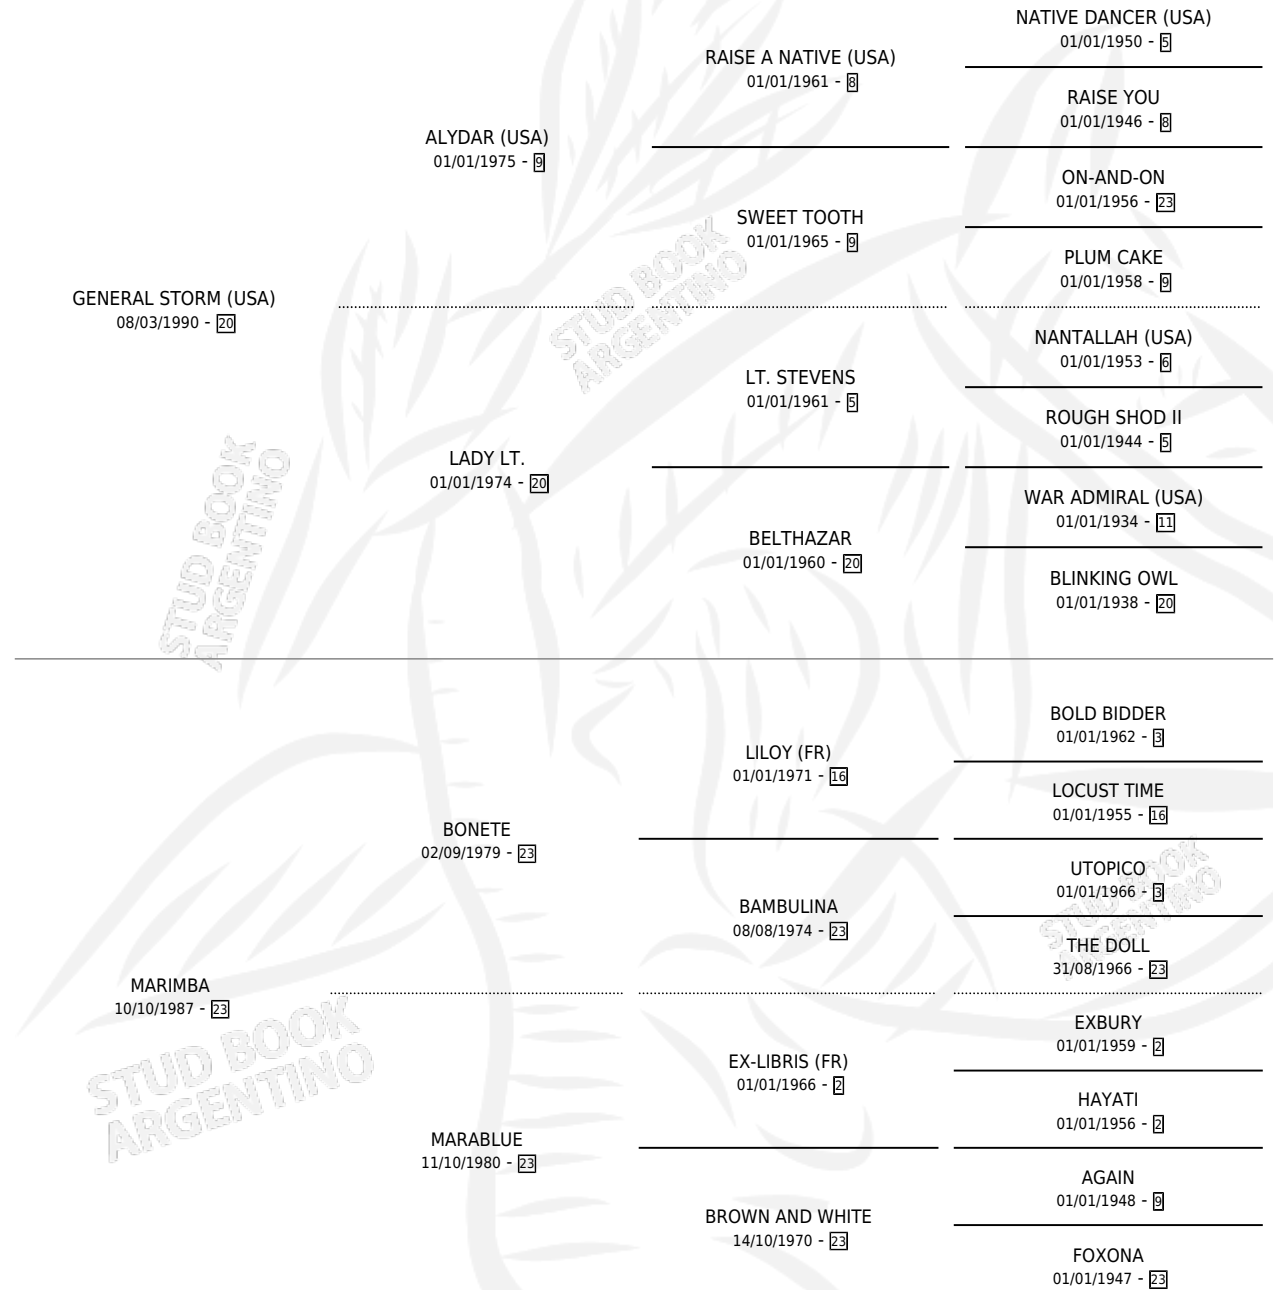 NATIVE DANCER (USA)
01/01/1950 - 5
RAISE A NATIVE (USA)
01/01/1961 - 8
RAISE YOU
01/01/1946 - 8
ALYDAR (USA)
01/01/1975 - 9
ON-AND-ON
01/01/1956 - 23
SWEET TOOTH
01/01/1965 - 9
PLUM CAKE
01/01/1958 - 9
GENERAL STORM (USA)
08/03/1990 - 20
NANTALLAH (USA)
01/01/1953 - 6
LT. STEVENS
01/01/1961 - 5
ROUGH SHOD II
01/01/1944 - 5
LADY LT.
01/01/1974 - 20
WAR ADMIRAL (USA)
01/01/1934 - 11
BELTHAZAR
01/01/1960 - 20
BLINKING OWL
01/01/1938 - 20
STUD BOOK
ARGENTINO
STUD BOOK
ARGENTINO
BOLD BIDDER
01/01/1962 - 3
LILOY (FR)
01/01/1971 - 16
LOCUST TIME
01/01/1955 - 16
BONETE
02/09/1979 - 23
UTOPICO
01/01/1966 - 3
BAMBULINA
08/08/1974 - 23
THE DOLL
31/08/1966 - 23
MARIMBA
10/10/1987 - 23
EXBURY
01/01/1959 - 2
EX-LIBRIS (FR)
01/01/1966 - 2
HAYATI
01/01/1956 - 2
MARABLUE
11/10/1980 - 23
AGAIN
01/01/1948 - 9
BROWN AND WHITE
14/10/1970 - 23
FOXONA
01/01/1947 - 23
STUD BOOK
ARGENTINO
STUD BOOK
ARGENTINO